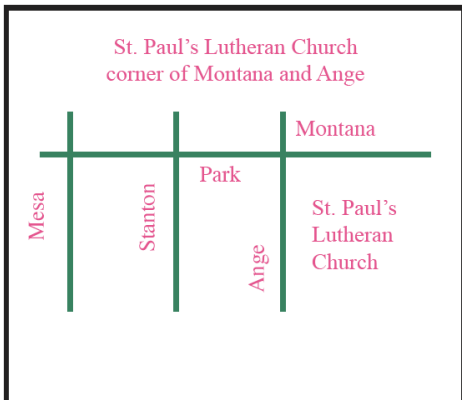 St. Paul's Lutheran Church
corner of Montana and Ange
Montana
Park
Mesa
Stanton
Ange
St. Paul's
Lutheran
Church